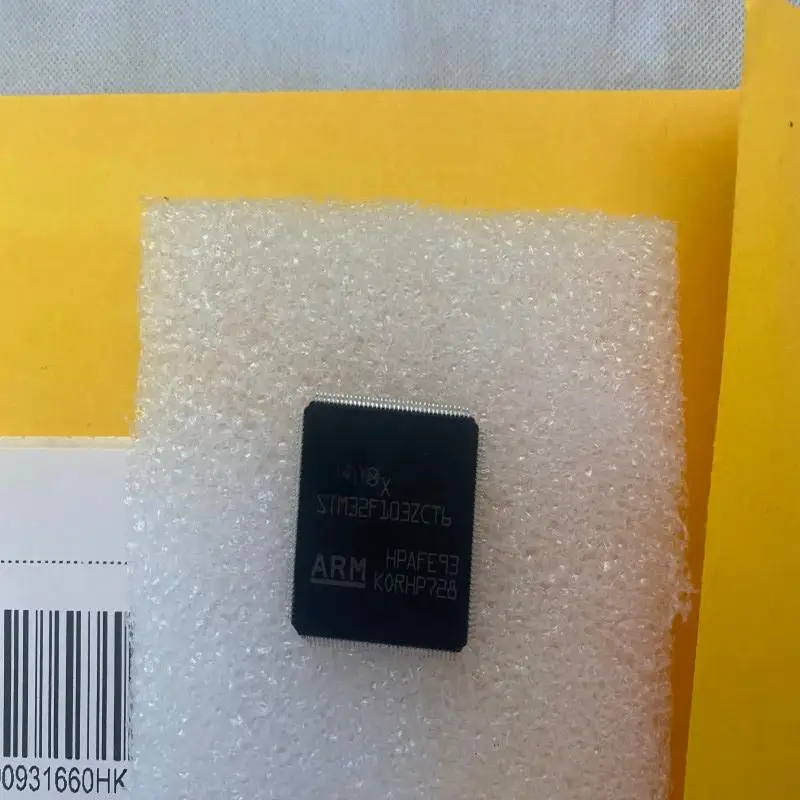 X
STM32F103ZCT6
HPAFE93
ARM KORHP728
0931660HK